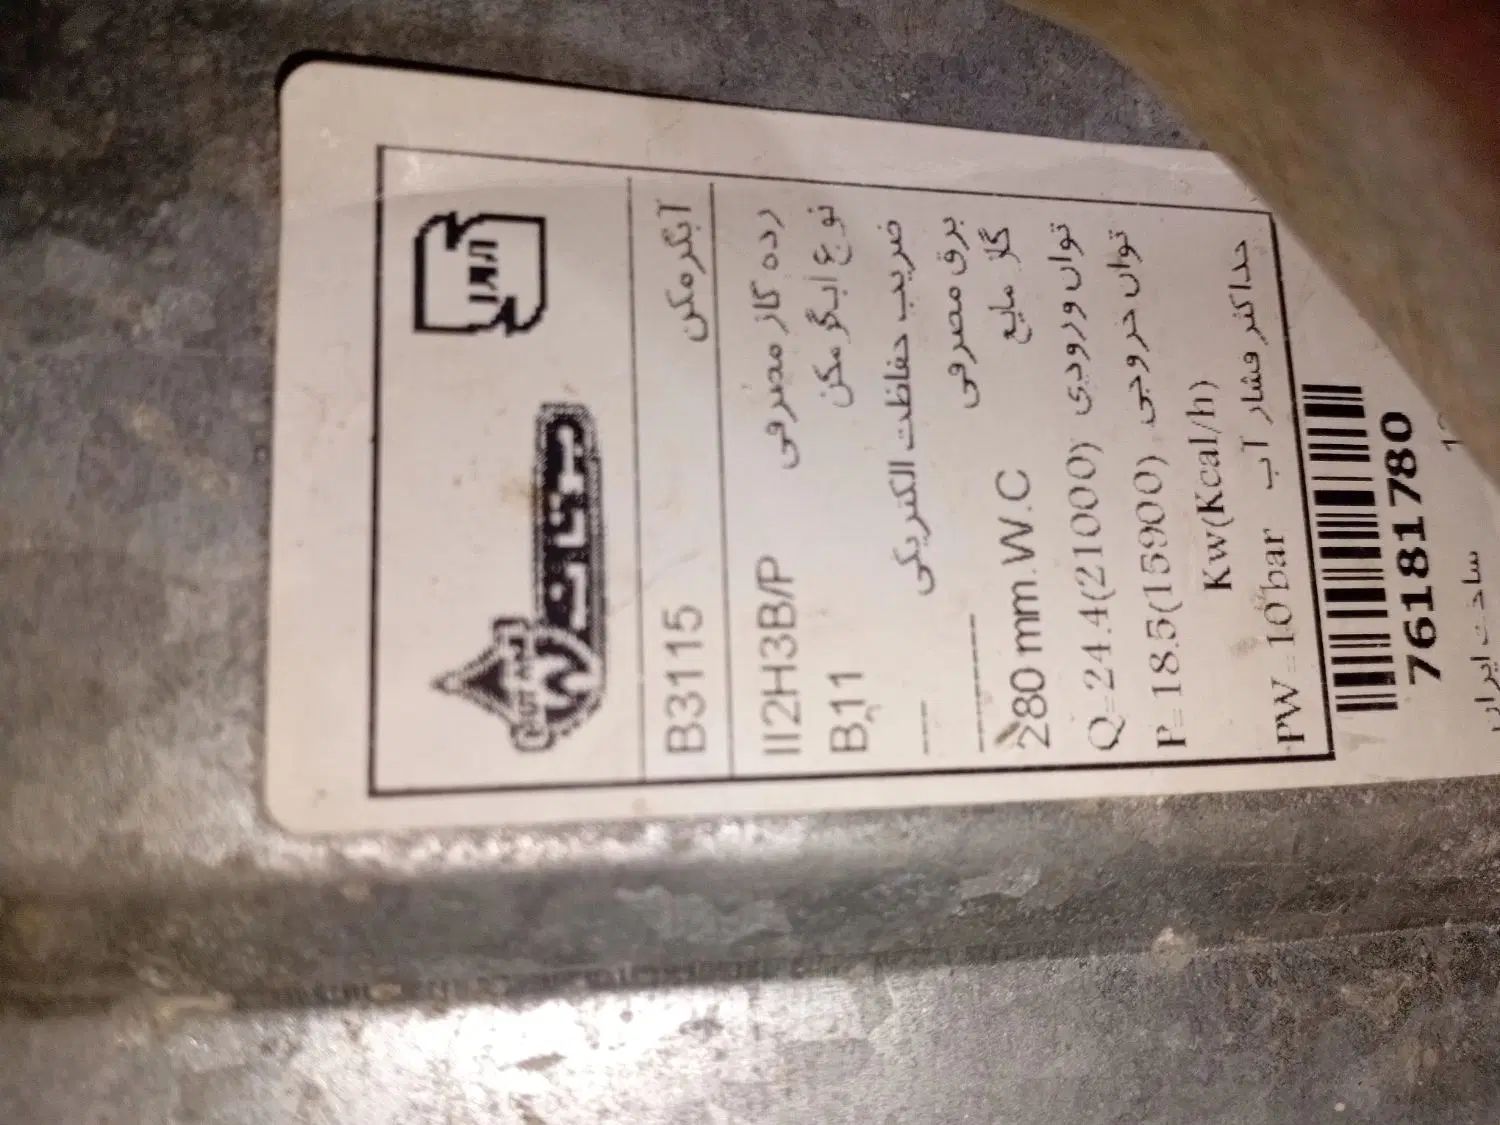 بوتان
BUTANE
آبگرمکن B3115
رده گاز مصرفی II2H3B/P
نوع آبگرمکن B11
ضریب حفاظت الکتریکی ---
برق مصرفی --------
گاز مایع 280 mm.W.C
توان ورودی Q=24.4(21000)
توان خروجی P=18.5(15900)
Kw(Kcal/h)
حداکثر فشار آب PW=10 bar
76181780
ساخت ایران